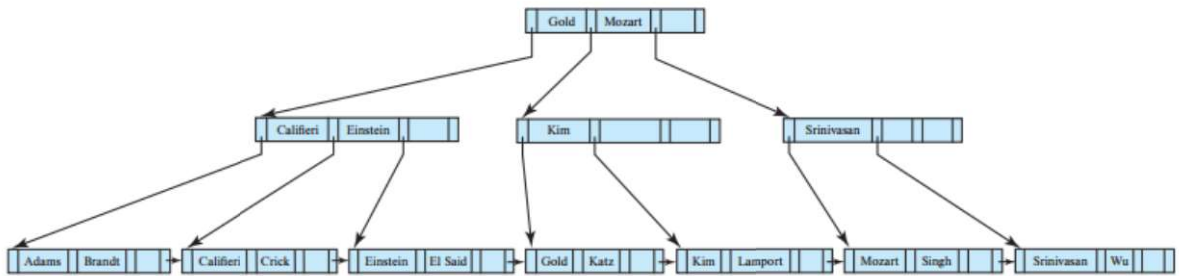 Gold Mozart
Califieri Einstein
Kim
Srinivasan
Adams Brandt
Califieri Crick
Einstein El Said
Gold Katz
Kim Lamport
Mozart Singh
Srinivasan Wu